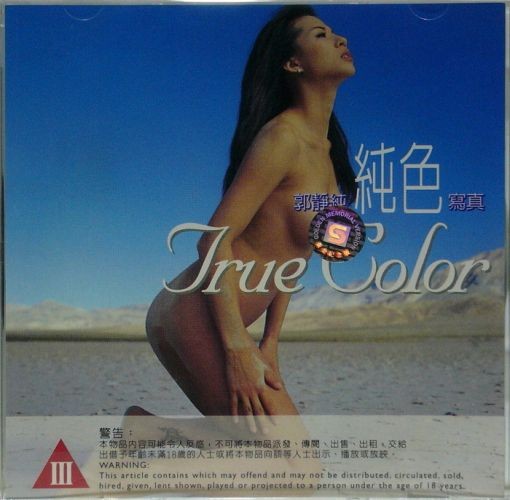 郭靜純 純色 寫真
GOLDEN MEMORIAL VERSION
S
True Color
III
警告：
本物品內容可能令人反感，不可將本物品派發、傳閱、出售、出租、交給
出借予年齡未滿18歲的人士或將本物品向該等人士出示、播放或放映。
WARNING:
This article contains which may offend and may not be distributed, circulated, sold,
hired, given, lent shown, played or projected to a person under the age of 18 years.